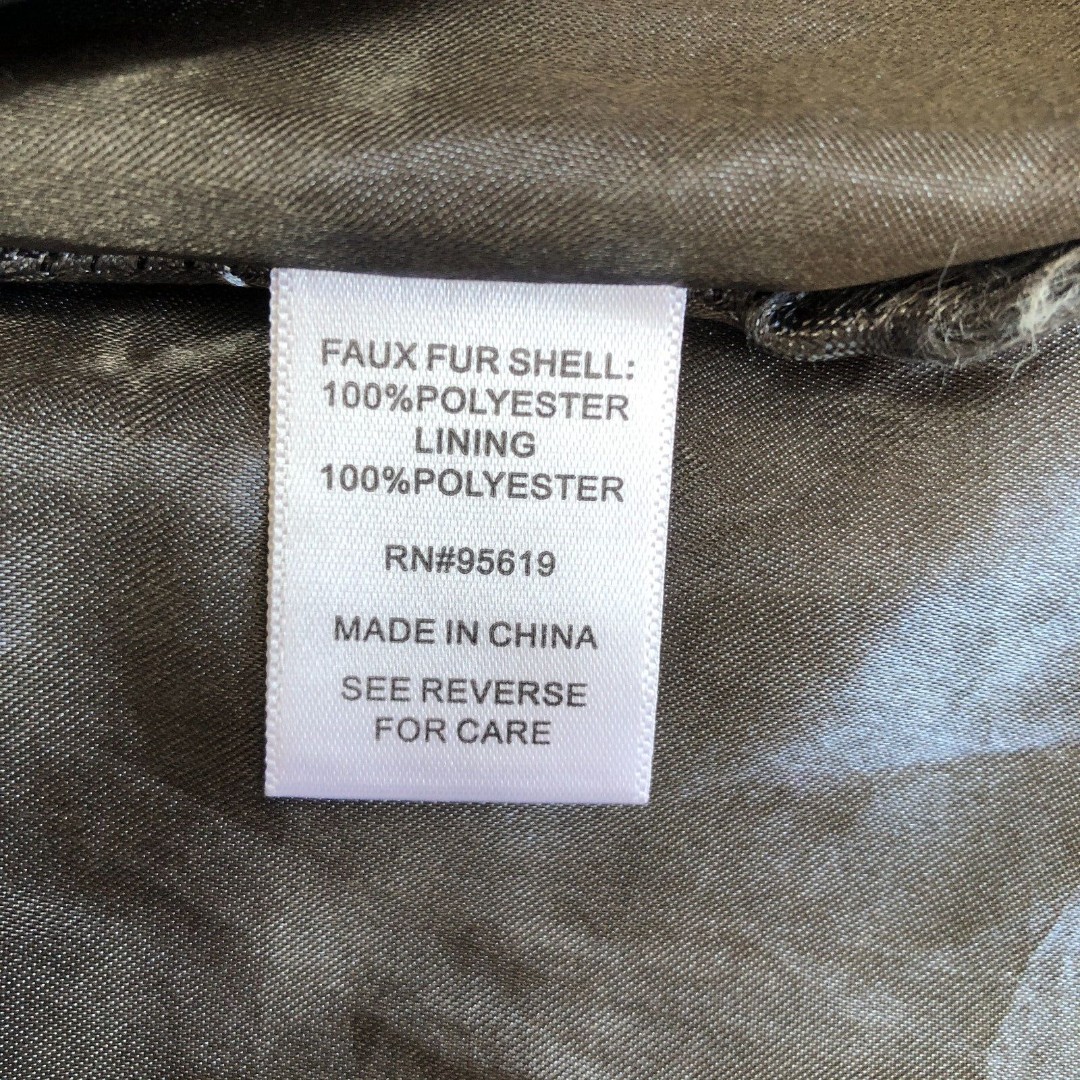 FAUX FUR SHELL:
100%POLYESTER
LINING
100%POLYESTER
RN#95619
MADE IN CHINA
SEE REVERSE
FOR CARE